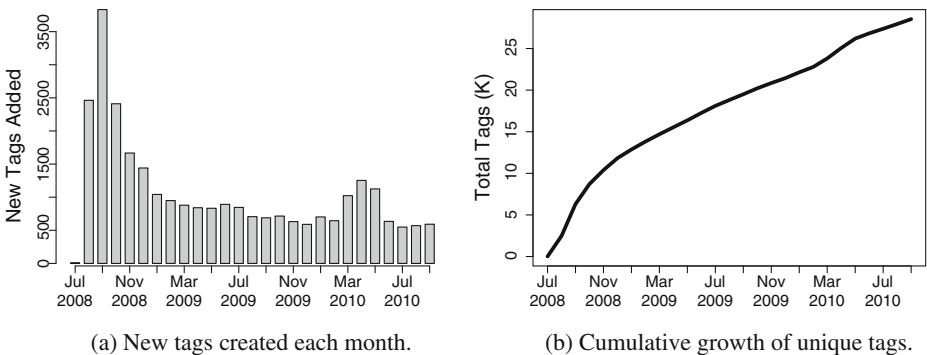 New Tags Added
3500
2500
1500
500
0
Jul
2008
Nov
2008
Mar
2009
Jul
2009
Nov
2009
Mar
2010
Jul
2010
(a) New tags created each month.
Total Tags (K)
25
20
15
10
5
0
Jul
2008
Nov
2008
Mar
2009
Jul
2009
Nov
2009
Mar
2010
Jul
2010
(b) Cumulative growth of unique tags.